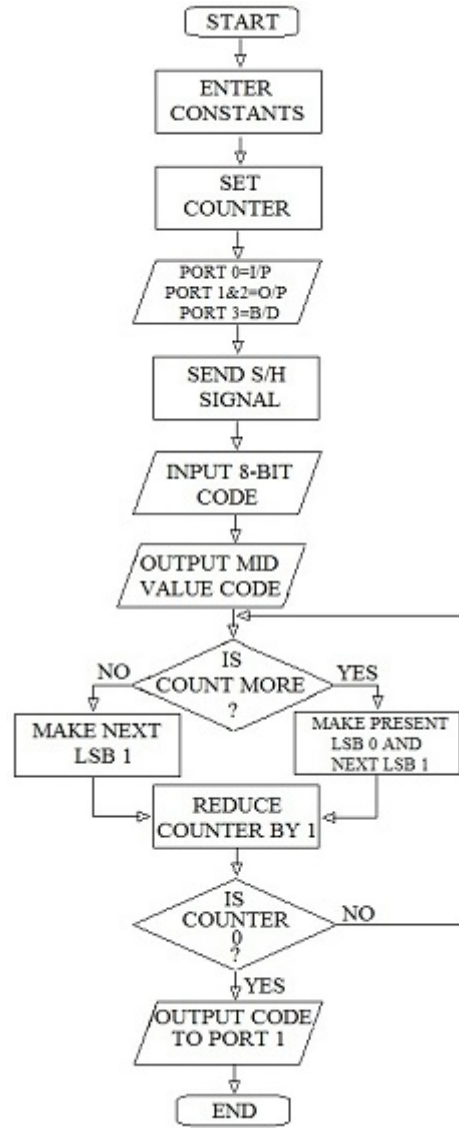 START
ENTER
CONSTANTS
SET
COUNTER
PORT 0=I/P
PORT 1&2=O/P
PORT 3=B/D
SEND S/H
SIGNAL
INPUT 8-BIT
CODE
OUTPUT MID
VALUE CODE
IS
COUNT MORE
?
NO
YES
MAKE NEXT
LSB 1
MAKE PRESENT
LSB 0 AND
NEXT LSB 1
REDUCE
COUNTER BY 1
IS
COUNTER
0
?
NO
YES
OUTPUT CODE
TO PORT 1
END